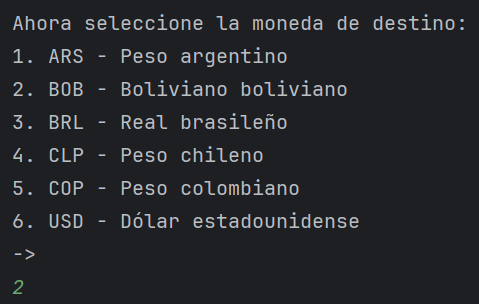 Ahora seleccione la moneda de destino:
1. ARS - Peso argentino
2. BOB - Boliviano boliviano
3. BRL - Real brasileño
4. CLP - Peso chileno
5. COP - Peso colombiano
6. USD - Dólar estadounidense
->
2